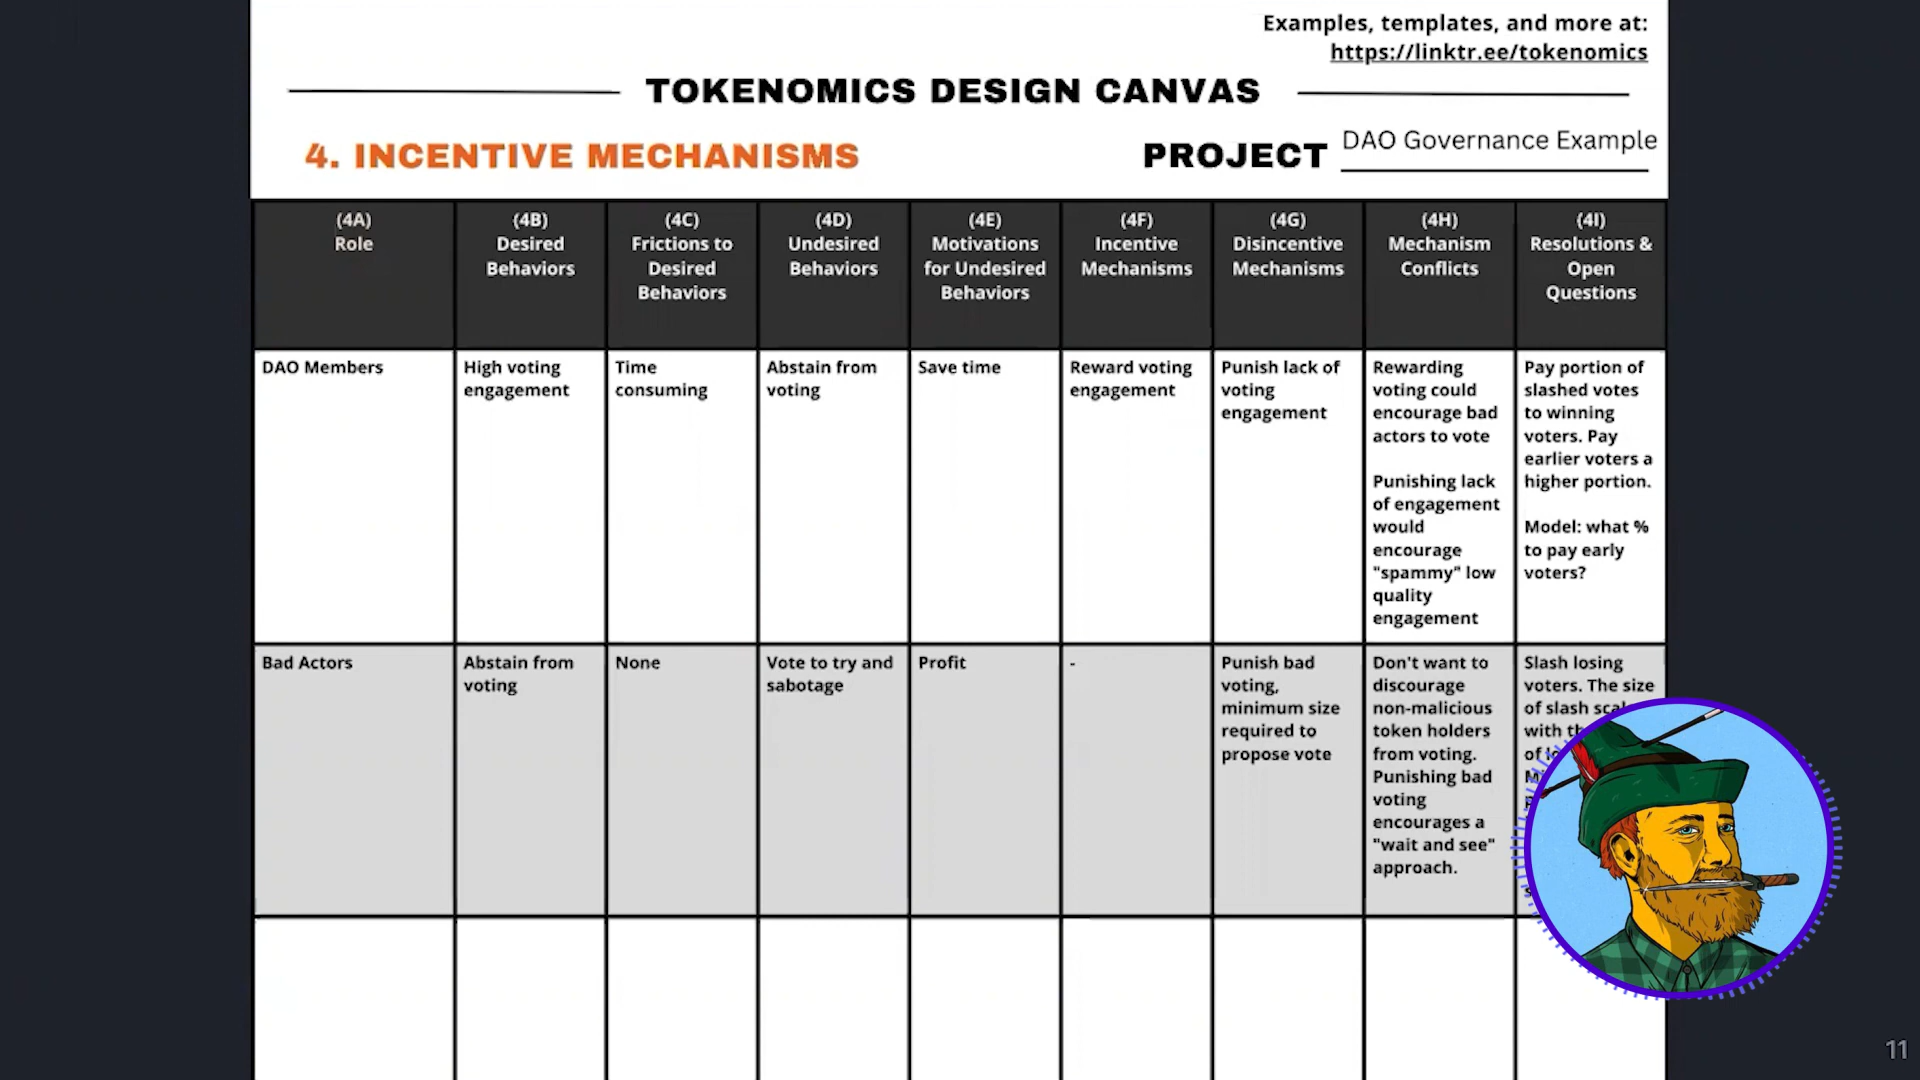 Examples, templates, and more at:
https://linktr.ee/tokenomics
TOKENOMICS DESIGN CANVAS
4. INCENTIVE MECHANISMS
PROJECT DAO Governance Example
(4A)
Role
(4B)
Desired
Behaviors
(4C)
Frictions to
Desired
Behaviors
(4D)
Undesired
Behaviors
(4E)
Motivations
for Undesired
Behaviors
(4F)
Incentive
Mechanisms
(4G)
Disincentive
Mechanisms
(4H)
Mechanism
Conflicts
(4I)
Resolutions &
Open
Questions
DAO Members
High voting
engagement
Time
consuming
Abstain from
voting
Save time
Reward voting
engagement
Punish lack of
voting
engagement
Rewarding
voting could
encourage bad
actors to vote
Punishing lack
of engagement
would
encourage
"spammy" low
quality
engagement
Pay portion of
slashed votes
to winning
voters. Pay
earlier voters a
higher portion.
Model: what %
to pay early
voters?
Bad Actors
Abstain from
voting
None
Vote to try and
sabotage
Profit
-
Punish bad
voting,
minimum size
required to
propose vote
Don't want to
discourage
non-malicious
token holders
from voting.
Punishing bad
voting
encourages a
"wait and see"
approach.
Slash losing
voters. The size
of slash
with
of
11